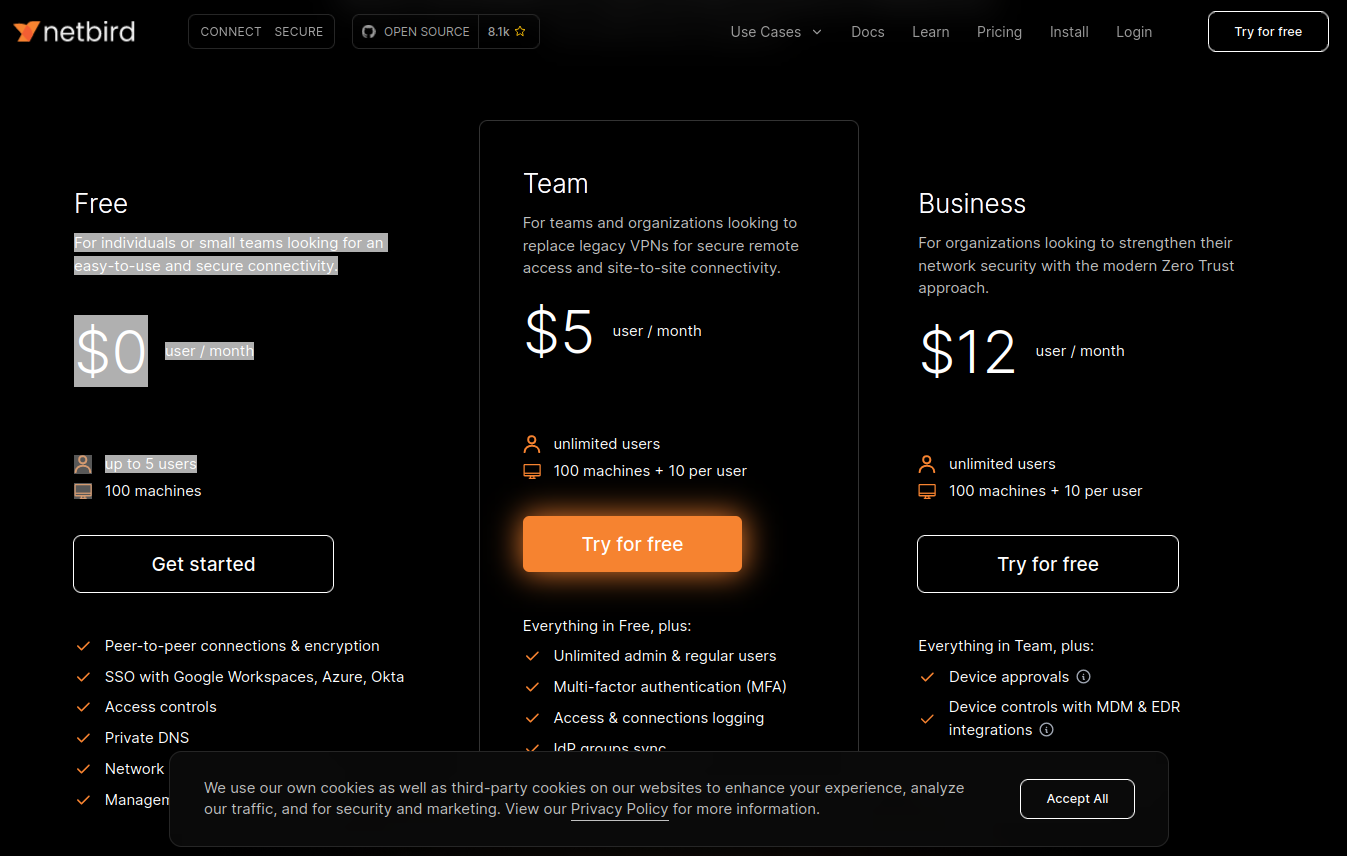 netbird
CONNECT SECURE
OPEN SOURCE 8.1k
Use Cases Docs Learn Pricing Install Login
Try for free
Free
For individuals or small teams looking for an
easy-to-use and secure connectivity.
$0 user / month
up to 5 users
100 machines
Get started
Peer-to-peer connections & encryption
SSO with Google Workspaces, Azure, Okta
Access controls
Private DNS
Network
Team
For teams and organizations looking to
replace legacy VPNs for secure remote
access and site-to-site connectivity.
$5 user / month
unlimited users
100 machines + 10 per user
Try for free
Everything in Free, plus:
Unlimited admin & regular users
Multi-factor authentication (MFA)
Access & connections logging
IdP groups sync
Business
For organizations looking to strengthen their
network security with the modern Zero Trust
approach.
$12 user / month
unlimited users
100 machines + 10 per user
Try for free
Everything in Team, plus:
Device approvals
Device controls with MDM & EDR
integrations
We use our own cookies as well as third-party cookies on our websites to enhance your experience, analyze
our traffic, and for security and marketing. View our Privacy Policy for more information.
Accept All